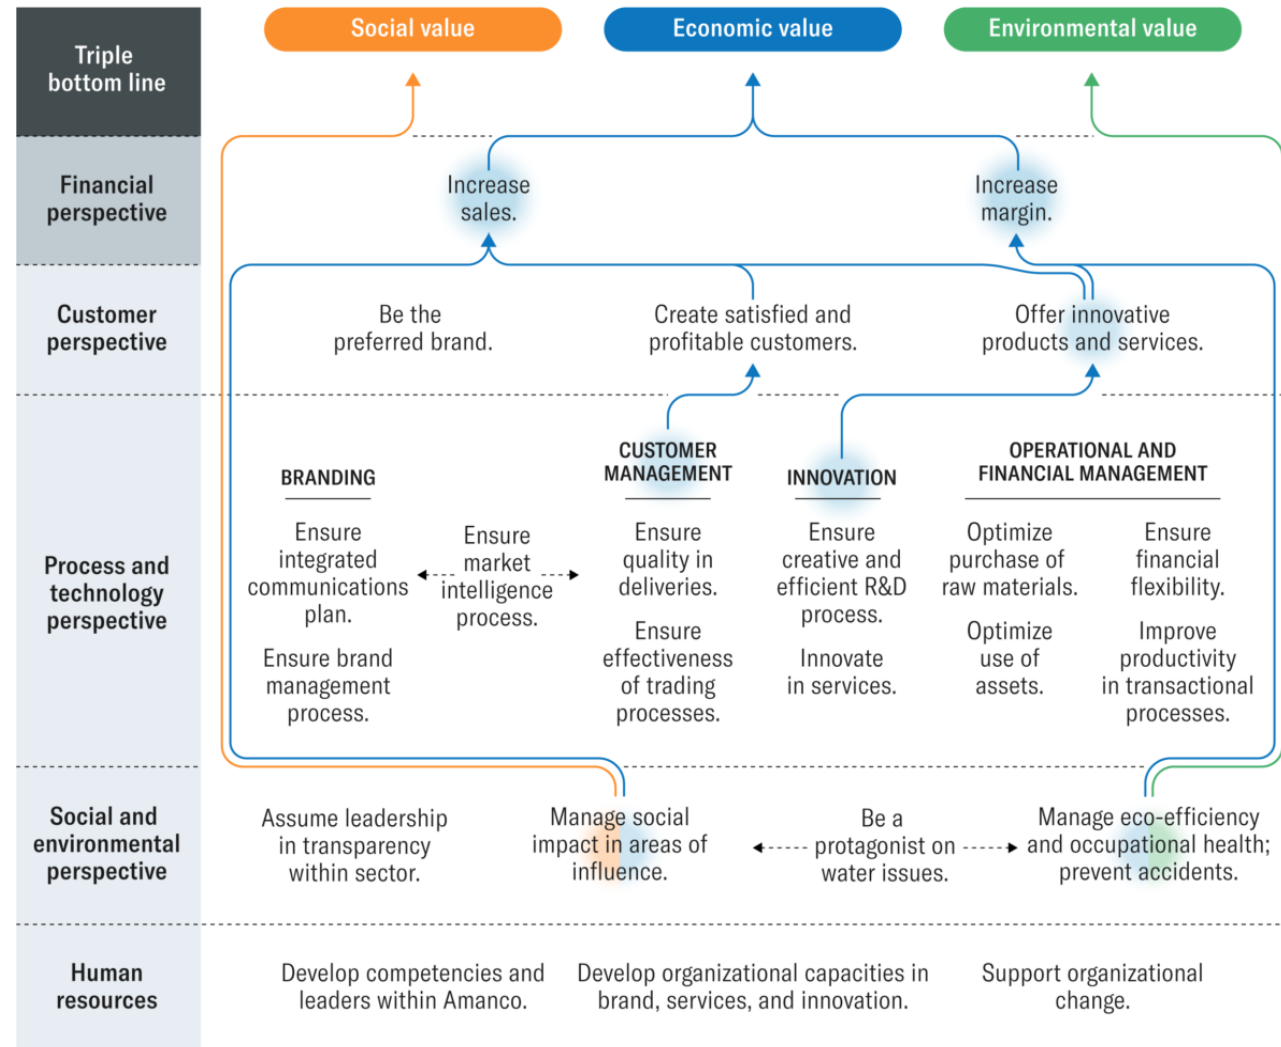 Triple
bottom line
Social value
Economic value
Environmental value
Financial
perspective
Increase
sales.
Increase
margin.
Customer
perspective
Be the
preferred brand.
Create satisfied and
profitable customers.
Offer innovative
products and services.
Process and
technology
perspective
BRANDING
Ensure
integrated
communications
plan.
Ensure brand
management
process.
Ensure
market
intelligence
process.
CUSTOMER
MANAGEMENT
Ensure
quality in
deliveries.
Ensure
effectiveness
of trading
processes.
INNOVATION
Ensure
creative and
efficient R&D
process.
Innovate
in services.
OPERATIONAL AND
FINANCIAL MANAGEMENT
Optimize
purchase of
raw materials.
Optimize
use of
assets.
Ensure
financial
flexibility.
Improve
productivity
in transactional
processes.
Social and
environmental
perspective
Assume leadership
in transparency
within sector.
Manage social
impact in areas of
influence.
Be a
protagonist on
water issues.
Manage eco-efficiency
and occupational health;
prevent accidents.
Human
resources
Develop competencies and
leaders within Amanco.
Develop organizational capacities in
brand, services, and innovation.
Support organizational
change.